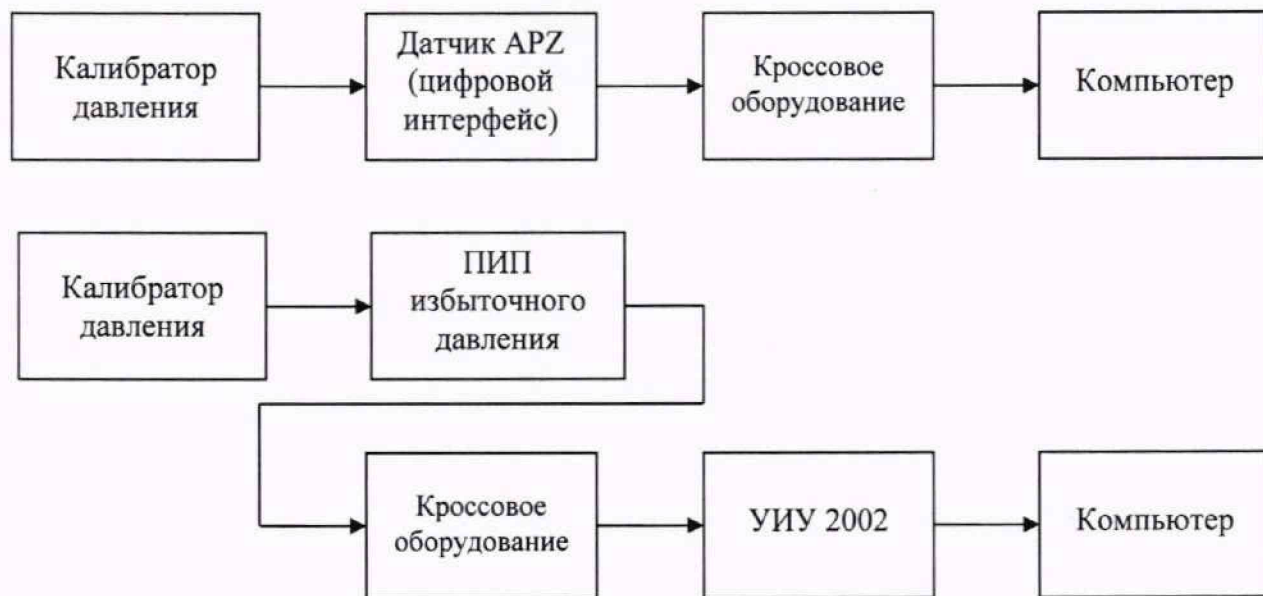 Калибратор
давления
Датчик APZ
(цифровой
интерфейс)
Кроссовое
оборудование
Компьютер
Калибратор
давления
ПИП
избыточного
давления
Кроссовое
оборудование
УИУ 2002
Компьютер